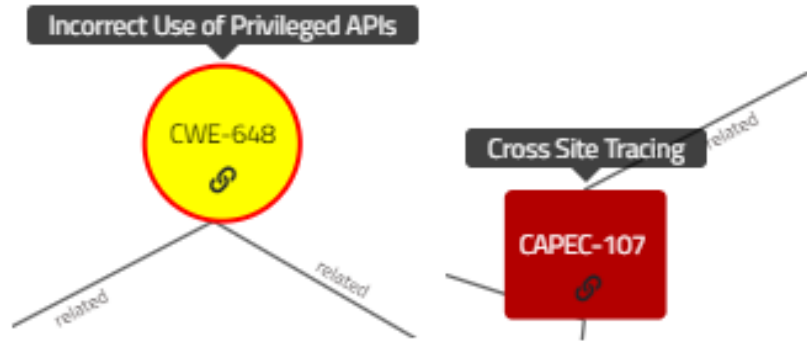 Incorrect Use of Privileged APIs
CWE-648
related
related
Cross Site Tracing
related
CAPEC-107